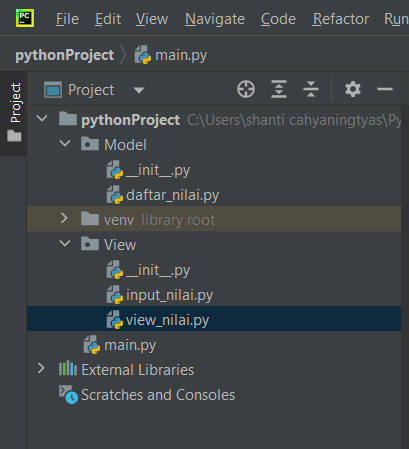 PC File Edit View Navigate Code Refactor Run
pythonProject main.py
Project
Project
pythonProject C:\Users\shanti cahyaningtyas\Py
Model
__init__.py
daftar_nilai.py
venv library root
View
__init__.py
input_nilai.py
view_nilai.py
main.py
External Libraries
Scratches and Consoles